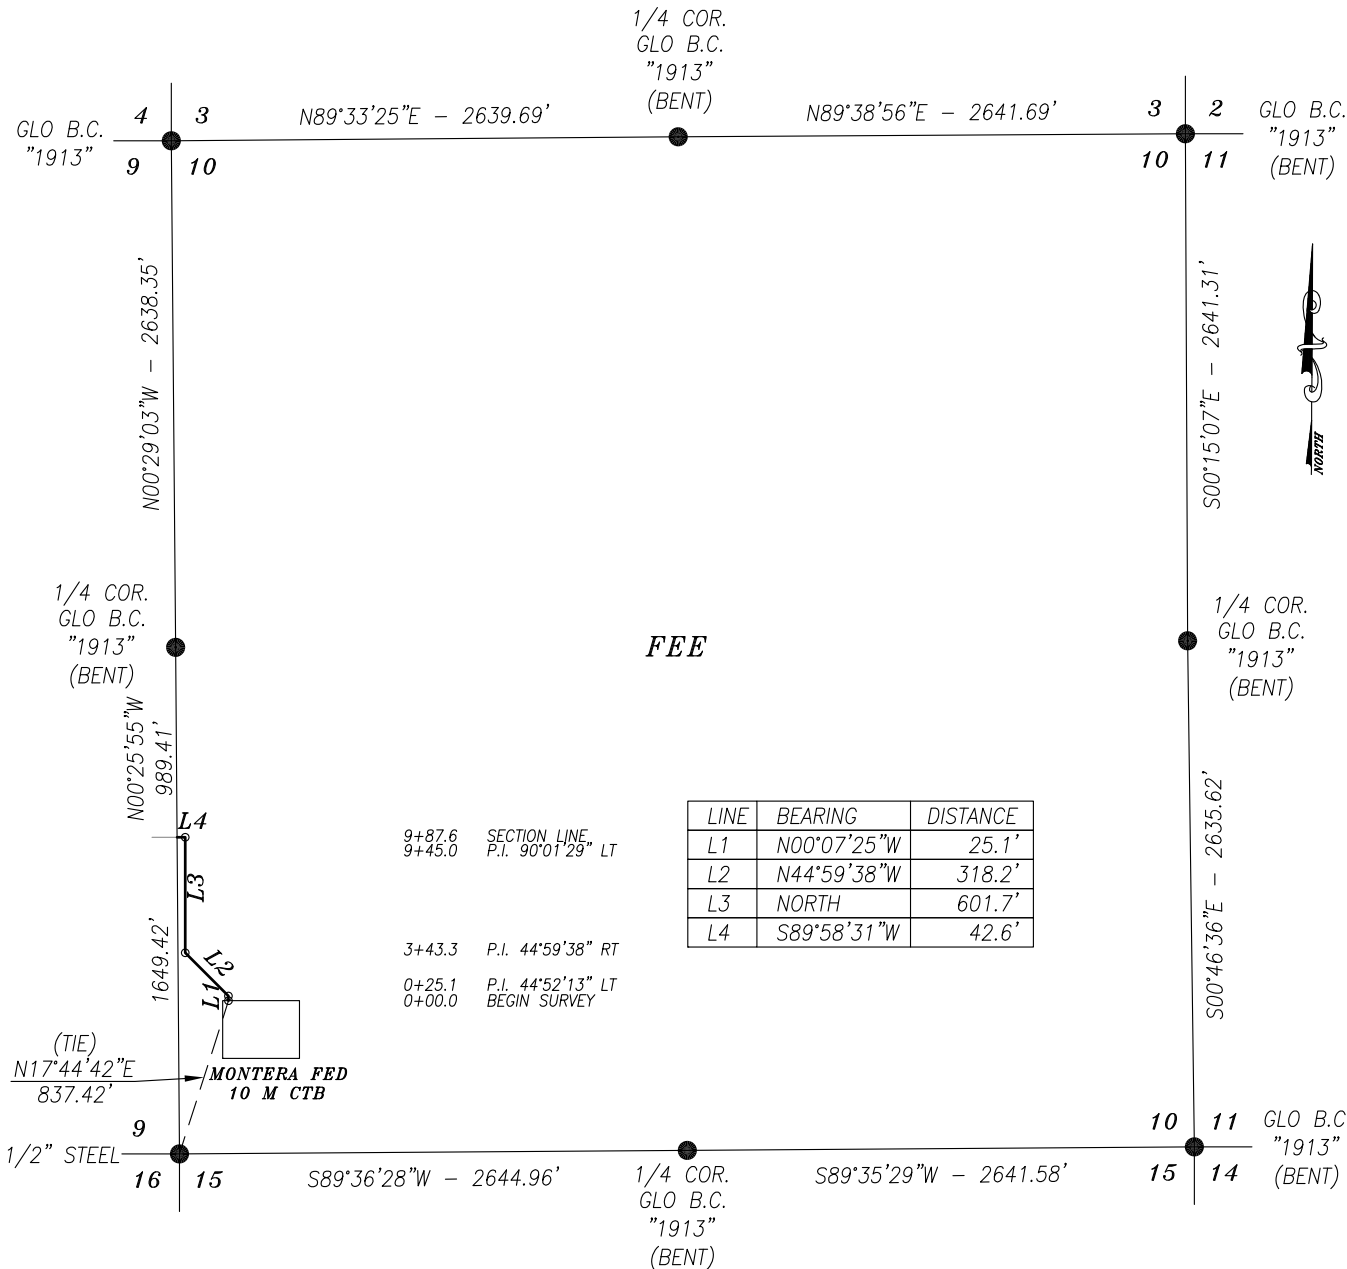 1/4 COR.
GLO B.C.
"1913"
(BENT)
4 3
N89°33'25"E - 2639.69'
N89°38'56"E - 2641.69'
3 2
GLO B.C.
"1913"
9 10
10 11
GLO B.C.
"1913"
(BENT)
N00°29'03"W - 2638.35'
S00°15'07"E - 2641.31'
NORTH
1/4 COR.
GLO B.C.
"1913"
(BENT)
FEE
1/4 COR.
GLO B.C.
"1913"
(BENT)
N00°25'55"W
989.41'
L4
L3
L2
L1
1649.42'
9+87.6 SECTION LINE
9+45.0 P.I. 90°01'29" LT
3+43.3 P.I. 44°59'38" RT
0+25.1 P.I. 44°52'13" LT
0+00.0 BEGIN SURVEY
LINE BEARING DISTANCE
L1 N00°07'25"W 25.1'
L2 N44°59'38"W 318.2'
L3 NORTH 601.7'
L4 S89°58'31"W 42.6'
S00°46'36"E - 2635.62'
(TIE)
N17°44'42"E
837.42'
MONTERA FED
10 M CTB
9
1/2" STEEL
16 15
S89°36'28"W - 2644.96'
1/4 COR.
GLO B.C.
"1913"
(BENT)
S89°35'29"W - 2641.58'
10 11
15 14
GLO B.C
"1913"
(BENT)